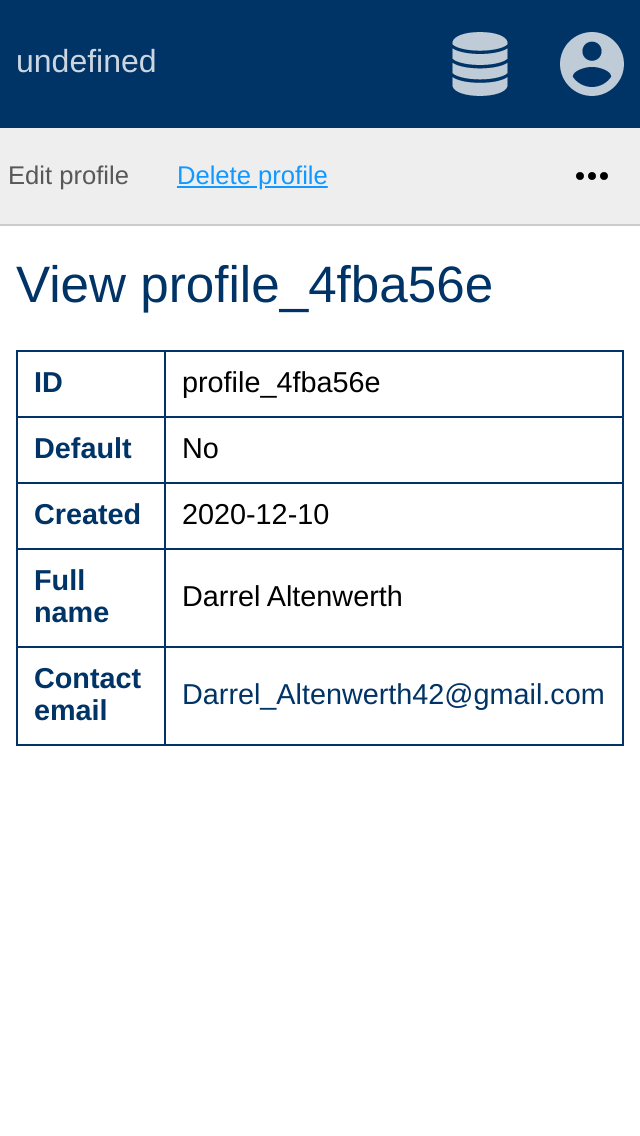 undefined
Edit profile Delete profile
View profile_4fba56e
ID profile_4fba56e
Default No
Created 2020-12-10
Full
name
Darrel Altenwerth
Contact
email
Darrel_Altenwerth42@gmail.com